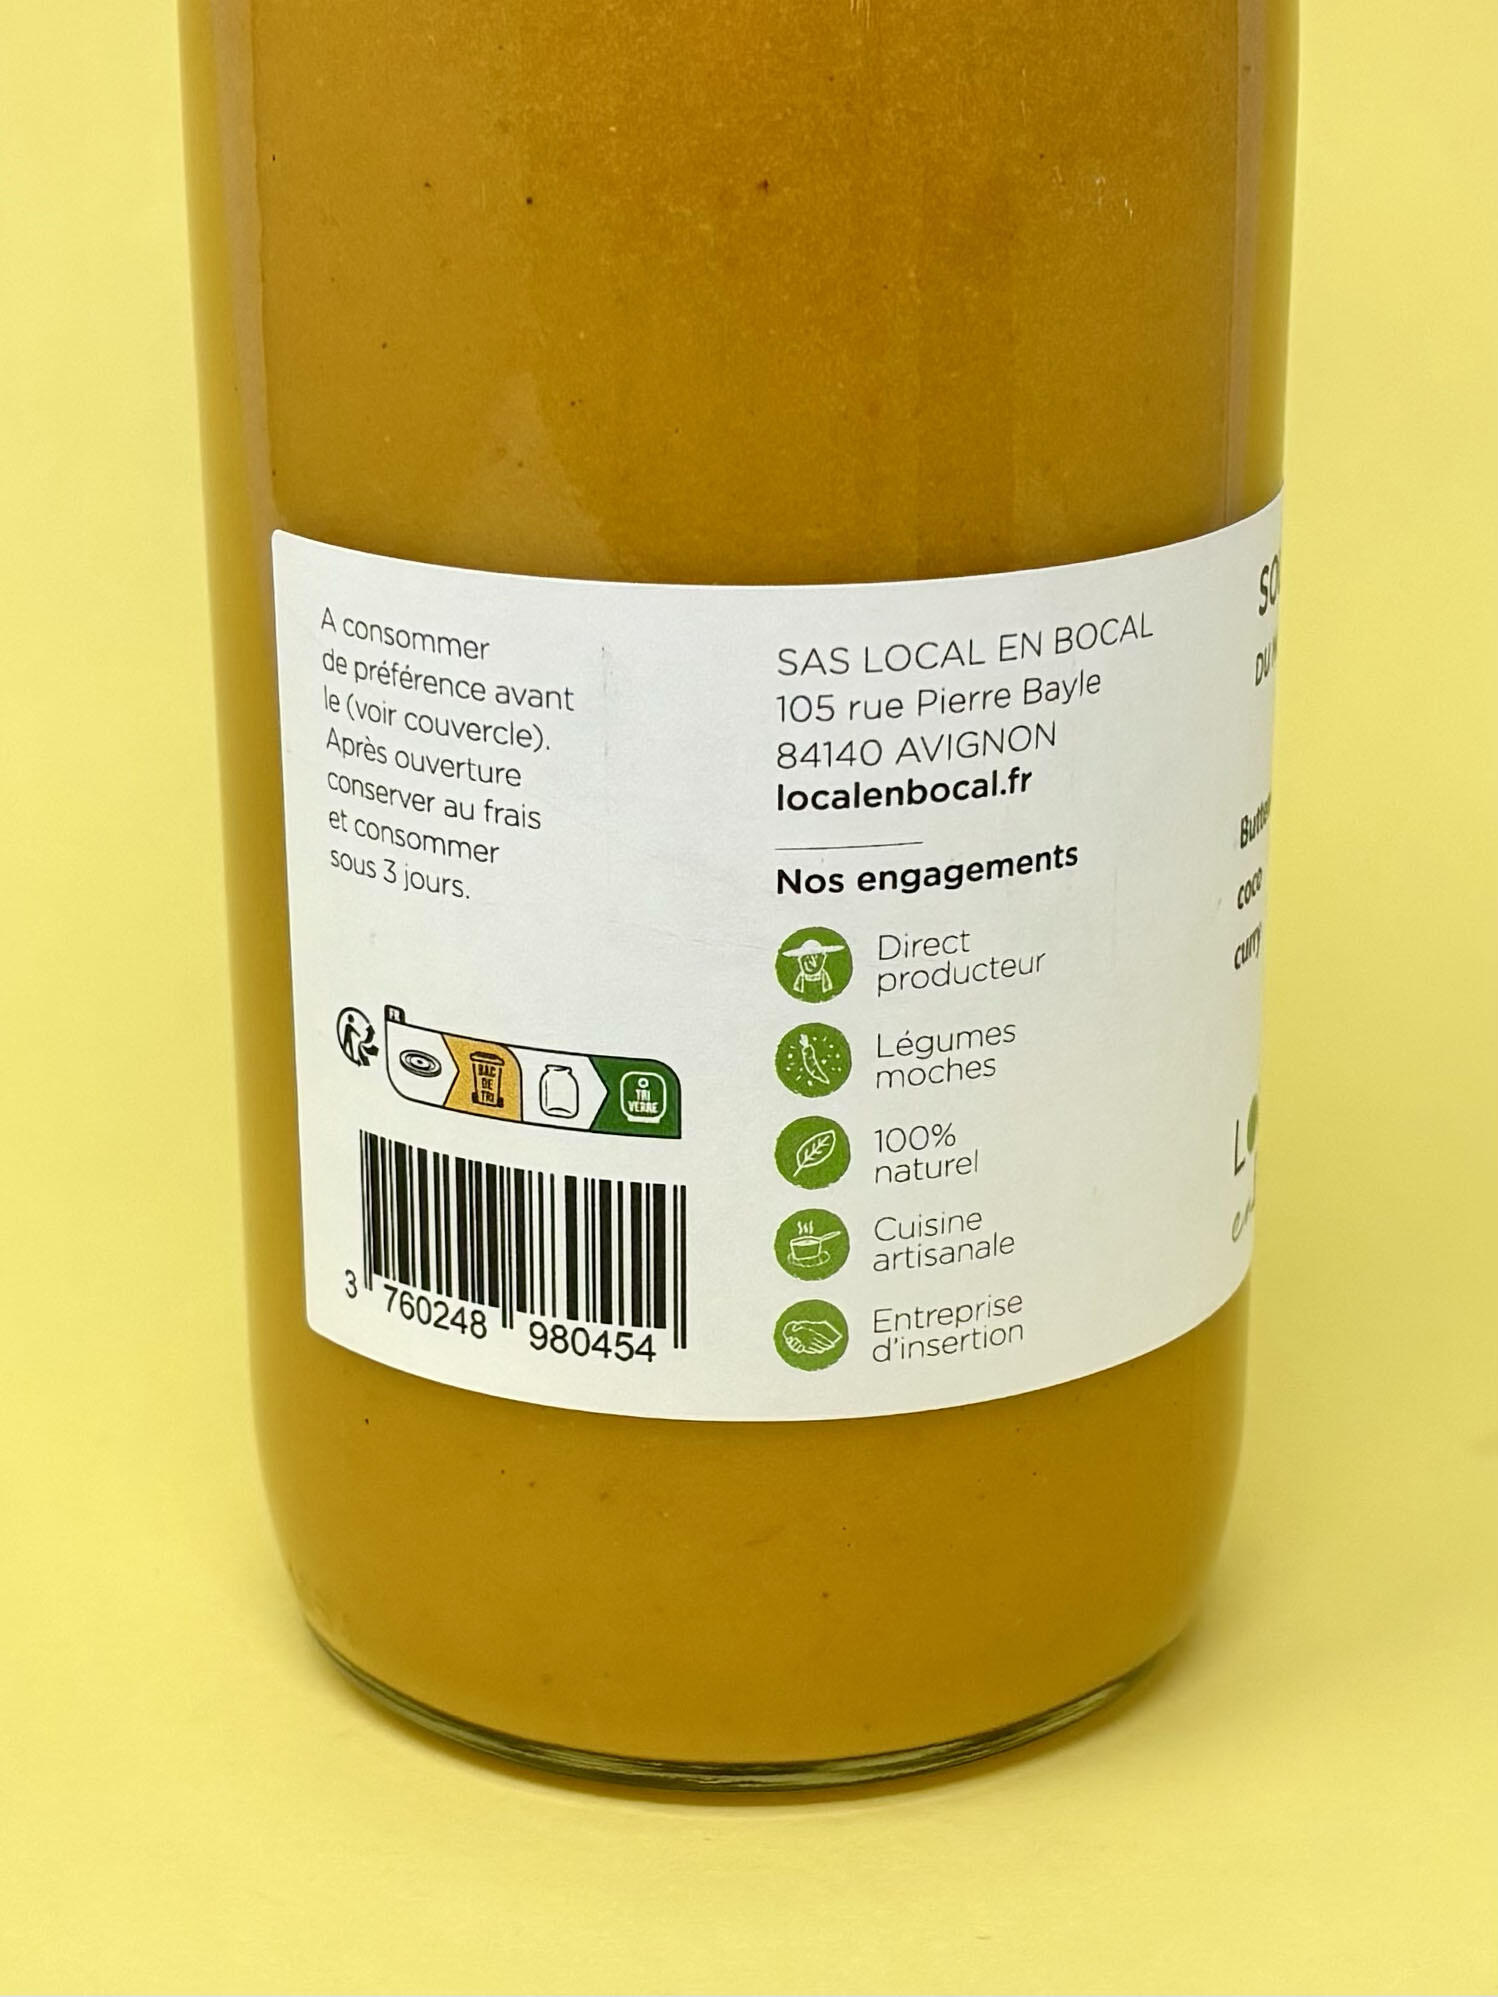 A consommer
de préférence avant
le (voir couvercle).
Après ouverture
conserver au frais
et consommer
sous 3 jours.
FR
BAC
DE
TRI
TRI
VERRE
3 760248 980454
SAS LOCAL EN BOCAL
105 rue Pierre Bayle
84140 AVIGNON
localenbocal.fr
Nos engagements
Direct
producteur
Légumes
moches
100%
naturel
Cuisine
artisanale
Entreprise
d'insertion
coco
curry